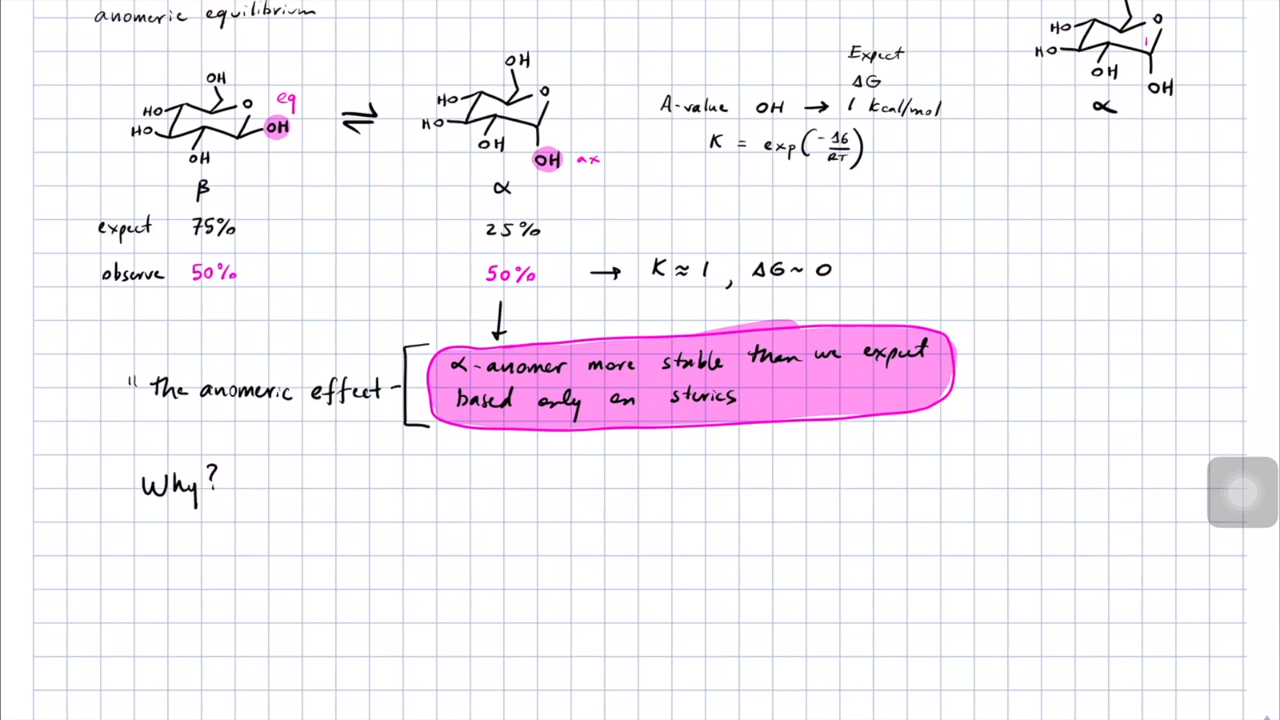 anomeric equilibrium
O
HO
HO
OH
OH
1
α
OH
HO
O
eq
HO
OH
OH
β
⇌
OH
HO
O
HO
OH
OH
ax
α
Expect
ΔG
A-value OH → 1 kcal/mol
K = exp(-ΔG/RT)
expect 75% 25%
observe 50% 50% → K ≈ 1, ΔG ~ 0
" the anomeric effect -
α-anomer more stable than we expect
based only on sterics
Why?